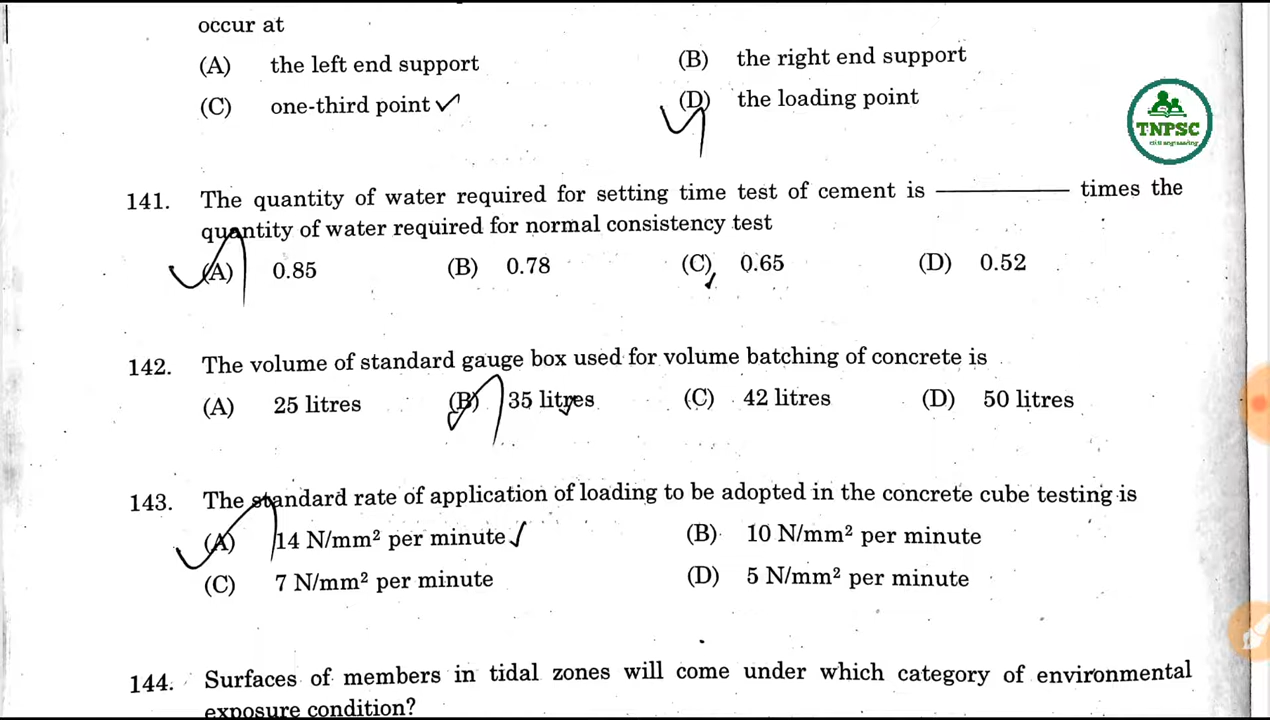 occur at
(A) the left end support (B) the right end support
(C) one-third point (D) the loading point
TNPSC
civil engineering
141. The quantity of water required for setting time test of cement is ———— times the
quantity of water required for normal consistency test
(A) 0.85 (B) 0.78 (C) 0.65 (D) 0.52
142. The volume of standard gauge box used for volume batching of concrete is
(A) 25 litres (B) 35 litres (C) 42 litres (D) 50 litres
143. The standard rate of application of loading to be adopted in the concrete cube testing is
(A) 14 N/mm² per minute (B) 10 N/mm² per minute
(C) 7 N/mm² per minute (D) 5 N/mm² per minute
144. Surfaces of members in tidal zones will come under which category of environmental
exposure condition?